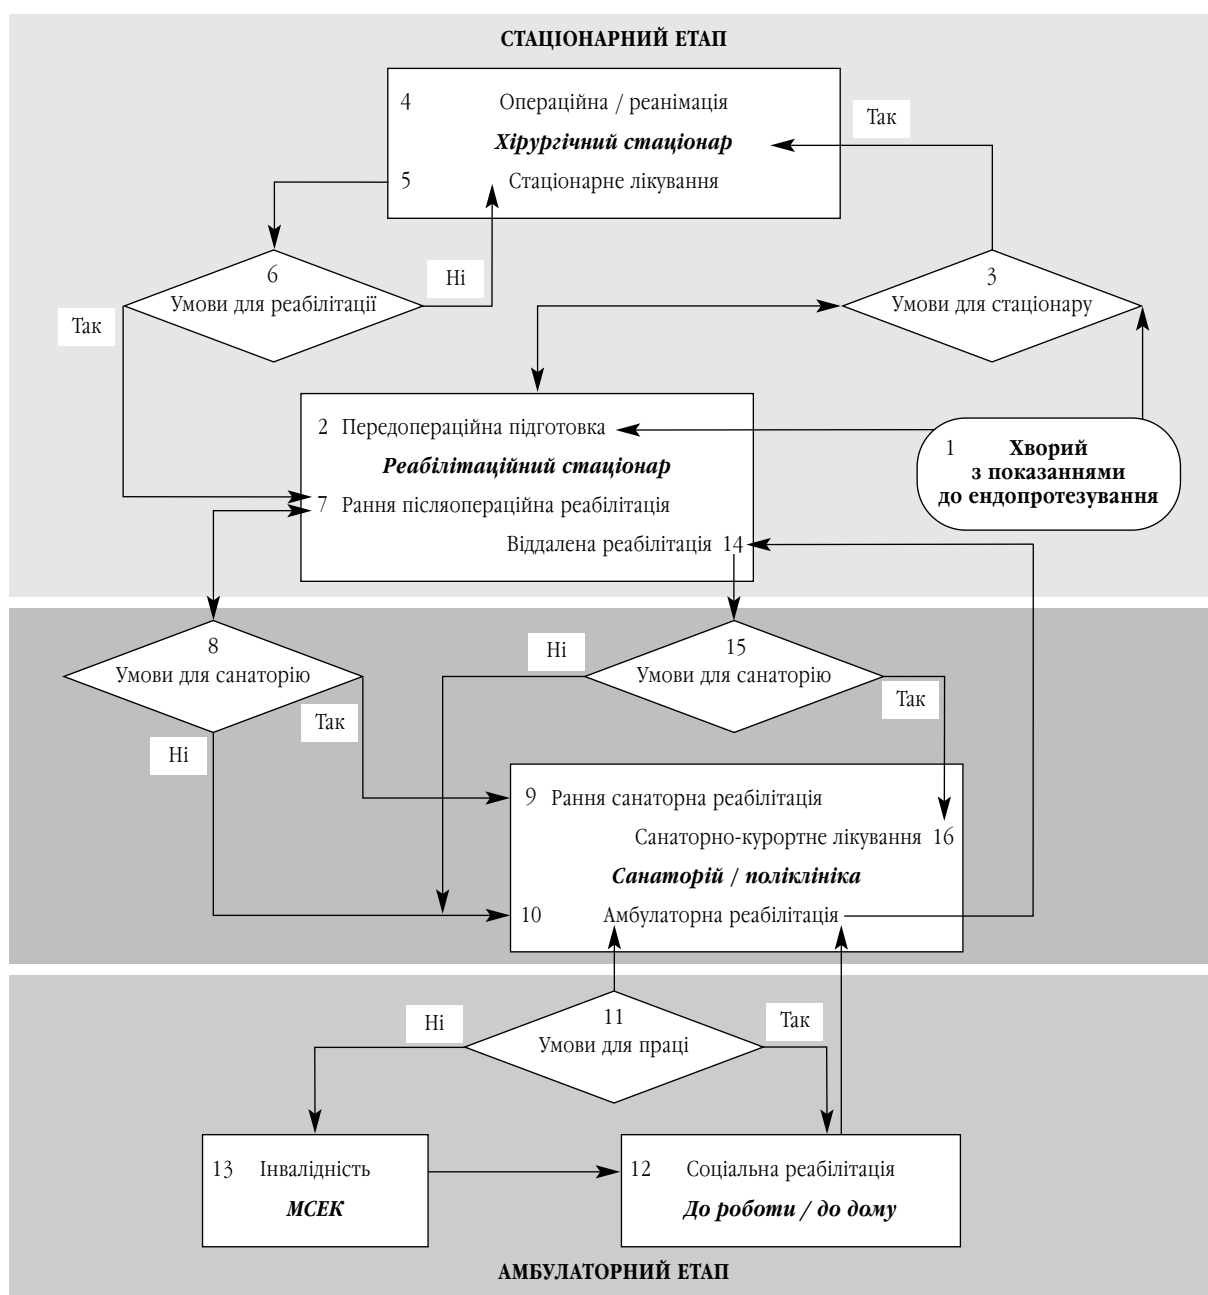 СТАЦІОНАРНИЙ ЕТАП
4 Операційна / реанімація
Хірургічний стаціонар
5 Стаціонарне лікування
Так
6
Умови для реабілітації
Ні
Так
3
Умови для стаціонару
2 Передопераційна підготовка
Реабілітаційний стаціонар
7 Рання післяопераційна реабілітація
Віддалена реабілітація 14
1 Хворий
з показаннями
до ендопротезування
8
Умови для санаторію
Так
Ні
Ні
15
Умови для санаторію
Так
9 Рання санаторна реабілітація
Санаторно-курортне лікування 16
Санаторій / поліклініка
10 Амбулаторна реабілітація
Ні
11
Умови для праці
Так
13 Інвалідність
МСЕК
12 Соціальна реабілітація
До роботи / до дому
АМБУЛАТОРНИЙ ЕТАП